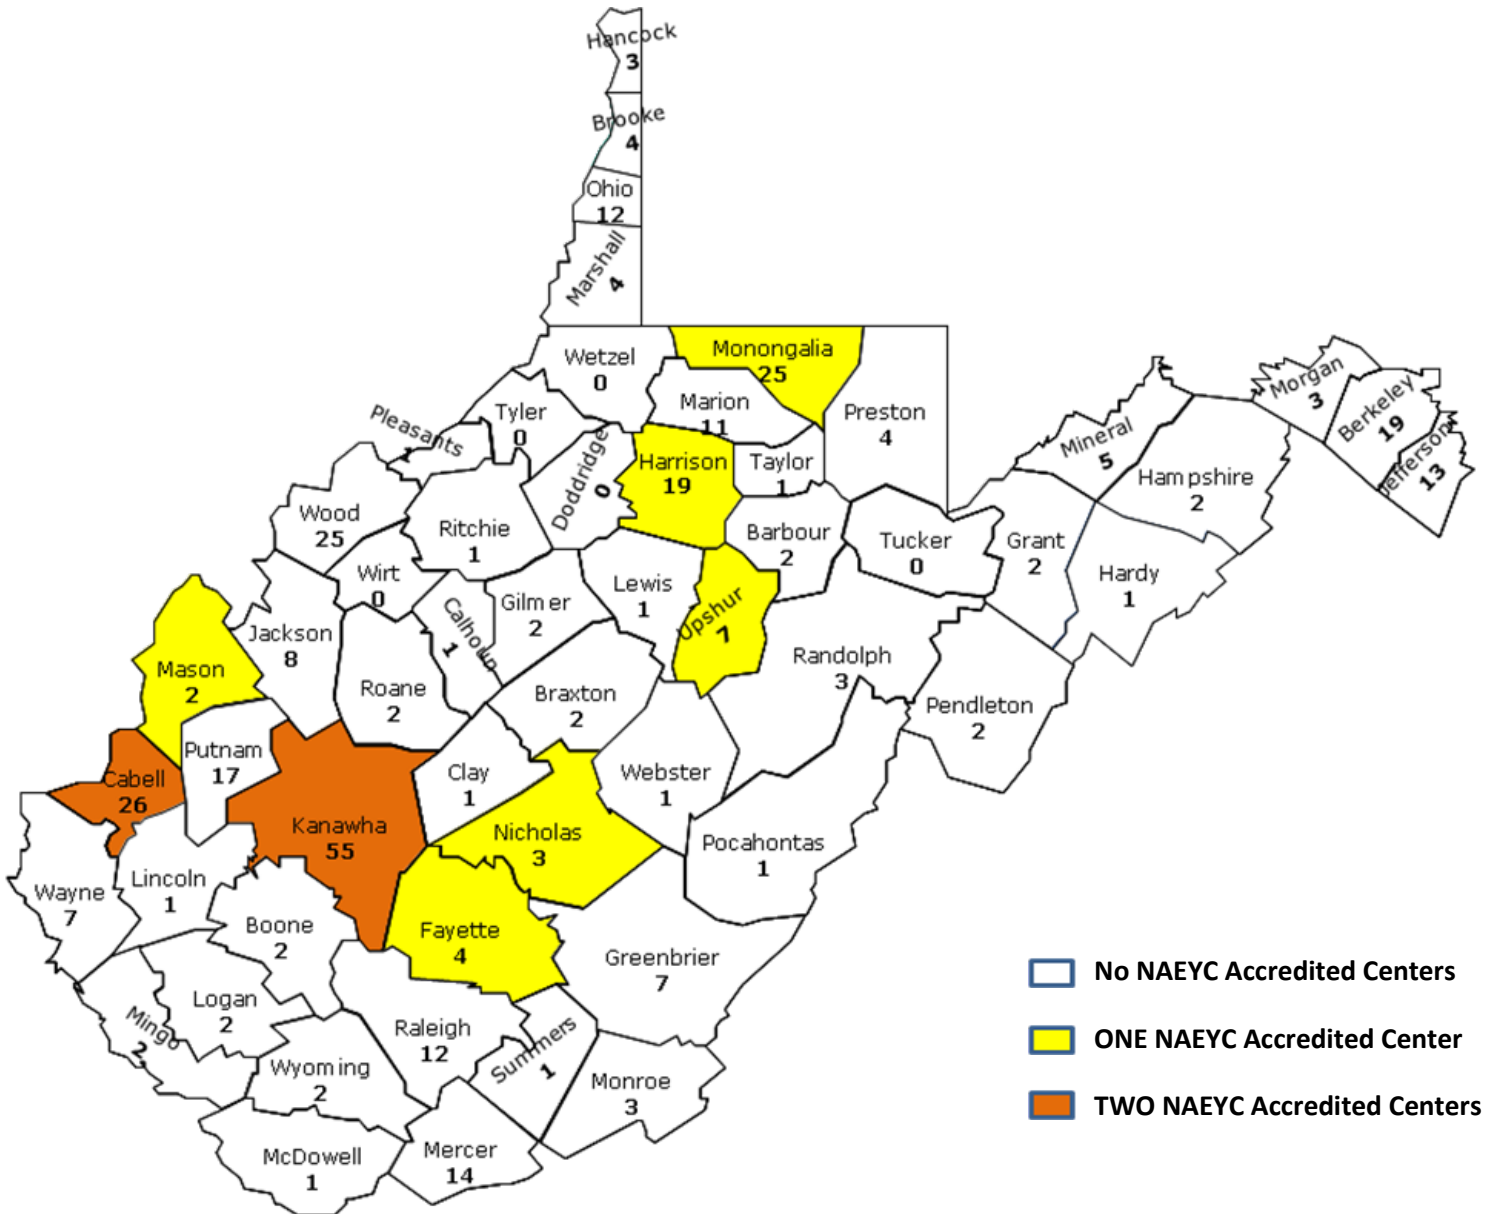 Hancock
3
Brooke
4
Ohio
12
Marshall
4
Wetzel
0
Monongalia
25
Marion
11
Preston
4
Tyler
0
Pleasants
1
Doddridge
0
Harrison
19
Taylor
1
Morgan
3
Berkeley
19
Jefferson
13
Mineral
5
Hampshire
2
Wood
25
Ritchie
1
Barbour
2
Tucker
0
Grant
2
Hardy
1
Wirt
0
Calhoun
1
Gilmer
2
Lewis
1
Upshur
7
Jackson
8
Mason
2
Roane
2
Braxton
2
Randolph
3
Pendleton
2
Putnam
17
Cabell
26
Clay
1
Webster
1
Kanawha
55
Nicholas
3
Pocahontas
1
Wayne
7
Lincoln
1
Boone
2
Fayette
4
Greenbrier
7
Logan
2
Mingo
2
Raleigh
12
Summers
1
Wyoming
2
Monroe
3
McDowell
1
Mercer
14
No NAEYC Accredited Centers
ONE NAEYC Accredited Center
TWO NAEYC Accredited Centers